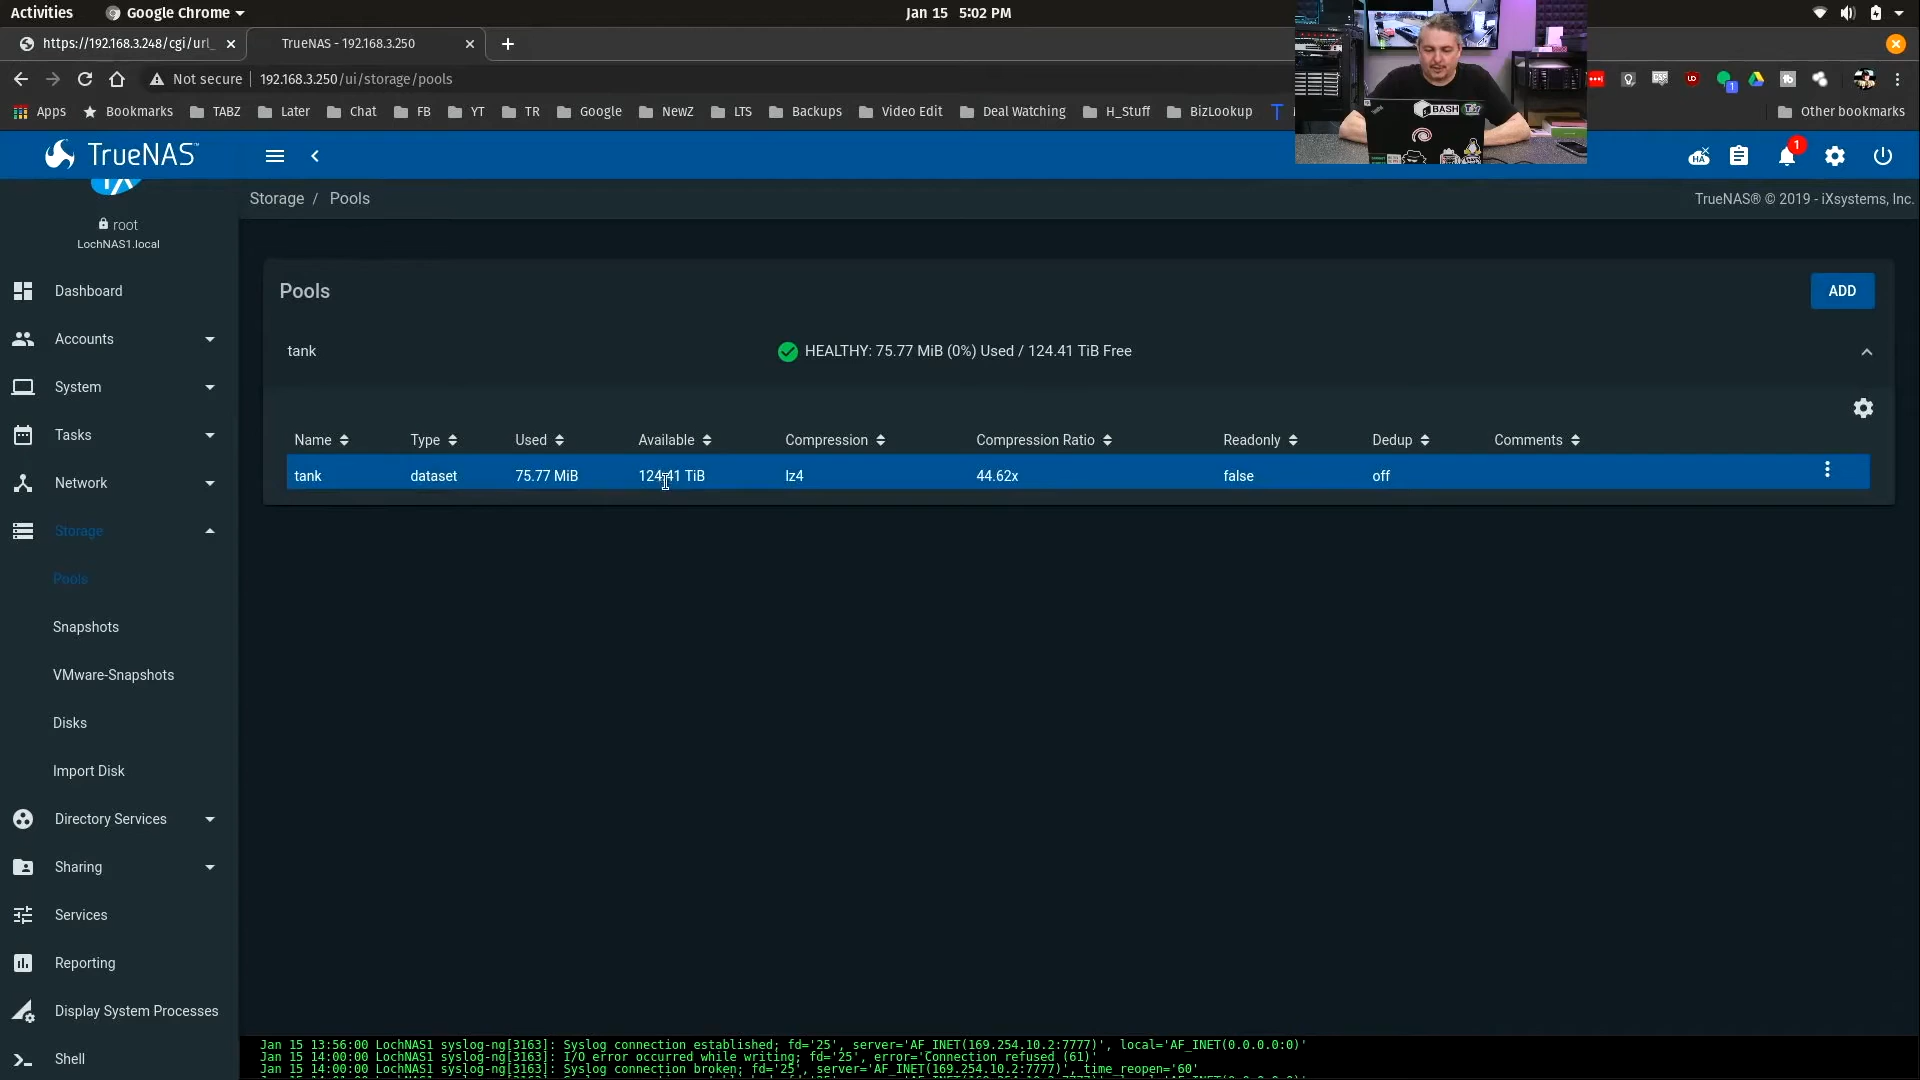 Activities
Google Chrome
Jan 15 5:02 PM
https://192.168.3.248/cgi/url_
TrueNAS - 192.168.3.250
Not secure
192.168.3.250/ui/storage/pools
Apps
Bookmarks
TABZ
Later
Chat
FB
YT
TR
Google
NewZ
LTS
Backups
Video Edit
Deal Watching
H_Stuff
BizLookup
Other bookmarks
BASH
TrueNAS™
HA
1
root
LochNAS1.local
Storage / Pools
TrueNAS® © 2019 - iXsystems, Inc.
Dashboard
Accounts
System
Tasks
Network
Storage
Pools
Snapshots
VMware-Snapshots
Disks
Import Disk
Directory Services
Sharing
Services
Reporting
Display System Processes
Shell
Pools
ADD
tank
HEALTHY: 75.77 MiB (0%) Used / 124.41 TiB Free
Name Type Used Available Compression Compression Ratio Readonly Dedup Comments
tank dataset 75.77 MiB 124.41 TiB lz4 44.62x false off
Jan 15 13:56:00 LochNAS1 syslog-ng[3163]: Syslog connection established; fd='25', server='AF_INET(169.254.10.2:7777)', local='AF_INET(0.0.0.0:0)'
Jan 15 14:00:00 LochNAS1 syslog-ng[3163]: I/O error occurred while writing; fd='25', error='Connection refused (61)'
Jan 15 14:00:00 LochNAS1 syslog-ng[3163]: Syslog connection broken; fd='25', server='AF_INET(169.254.10.2:7777)', time_reopen='60'